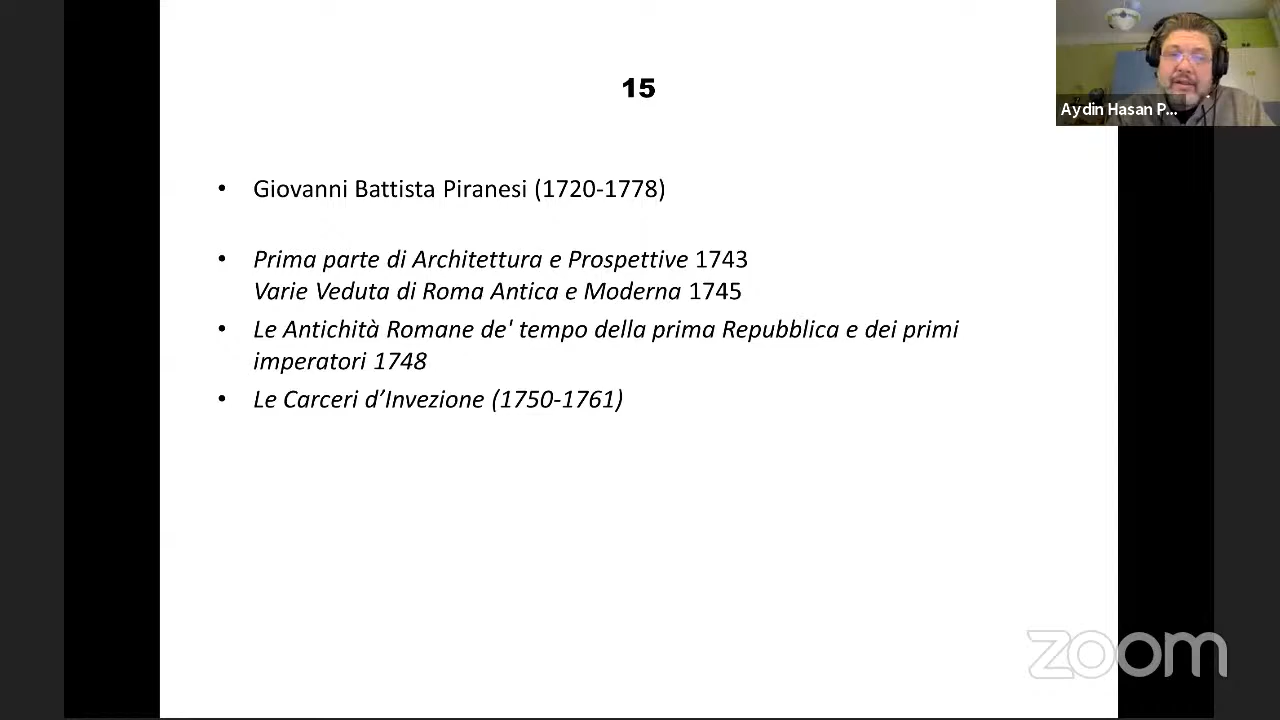 15
Aydin Hasan P...
• Giovanni Battista Piranesi (1720-1778)
• Prima parte di Architettura e Prospettive 1743
Varie Veduta di Roma Antica e Moderna 1745
• Le Antichità Romane de' tempo della prima Repubblica e dei primi
imperatori 1748
• Le Carceri d’Invezione (1750-1761)
zoom